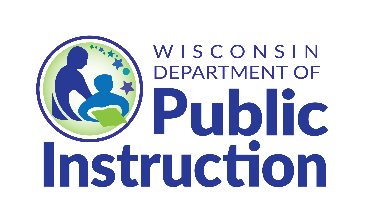 WISCONSIN
DEPARTMENT OF
Public
Instruction